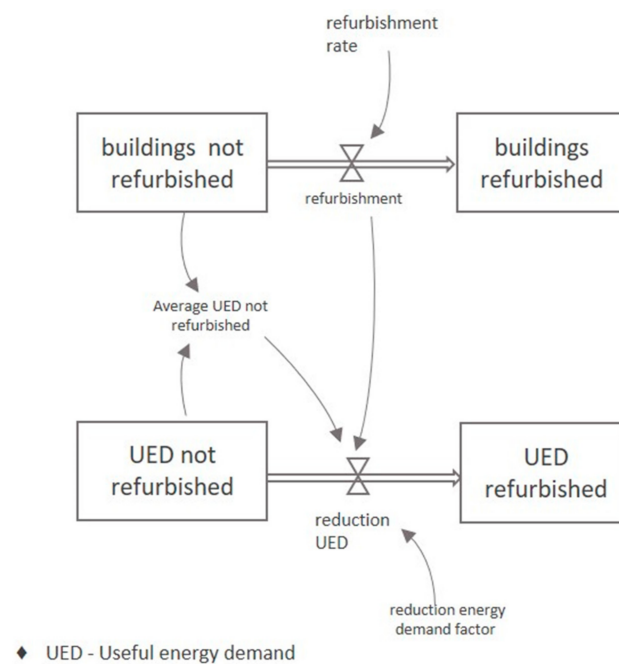 refurbishment
rate
buildings not
refurbished
buildings
refurbished
refurbishment
Average UED not
refurbished
UED not
refurbished
UED
refurbished
reduction
UED
reduction energy
demand factor
♦ UED - Useful energy demand